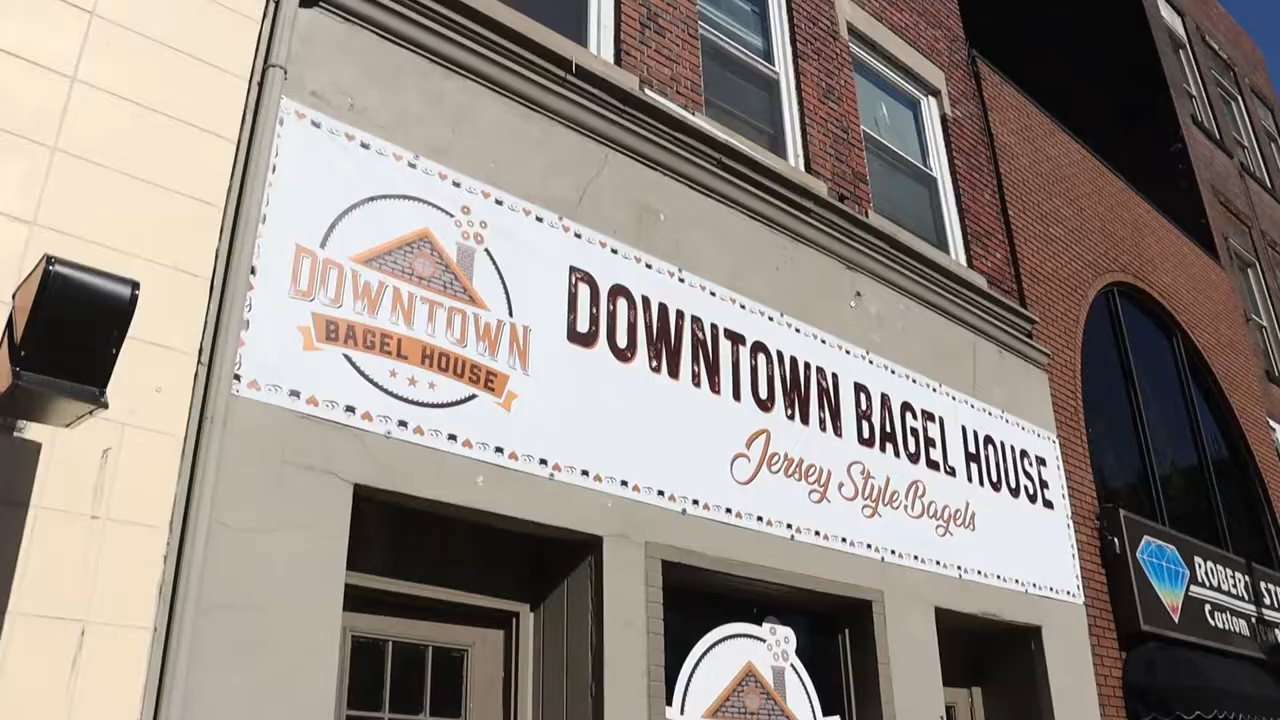 DOWNTOWN
BAGEL HOUSE
DOWNTOWN BAGEL HOUSE
Jersey Style Bagels
ROBERT
Custom